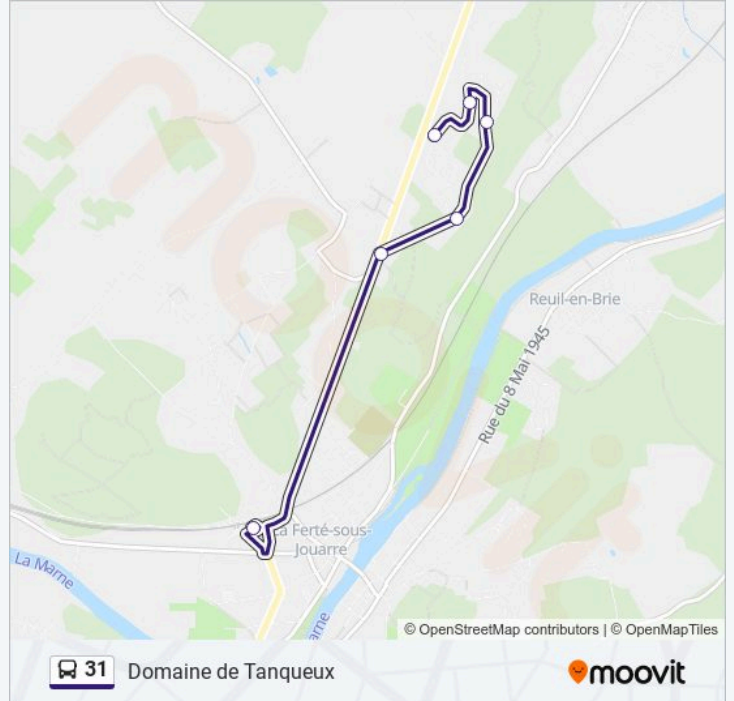 Reuil-en-Brie
Rue du 8 Mai 1945
La Ferté-sous-
Jouarre
La Marne
arne
© OpenStreetMap contributors | © OpenMapTiles
31 Domaine de Tanqueux
moovit